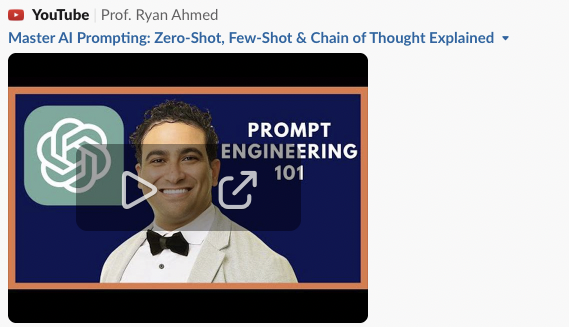 YouTube | Prof. Ryan Ahmed
Master AI Prompting: Zero-Shot, Few-Shot & Chain of Thought Explained
PROMPT
ENGINEERING
101